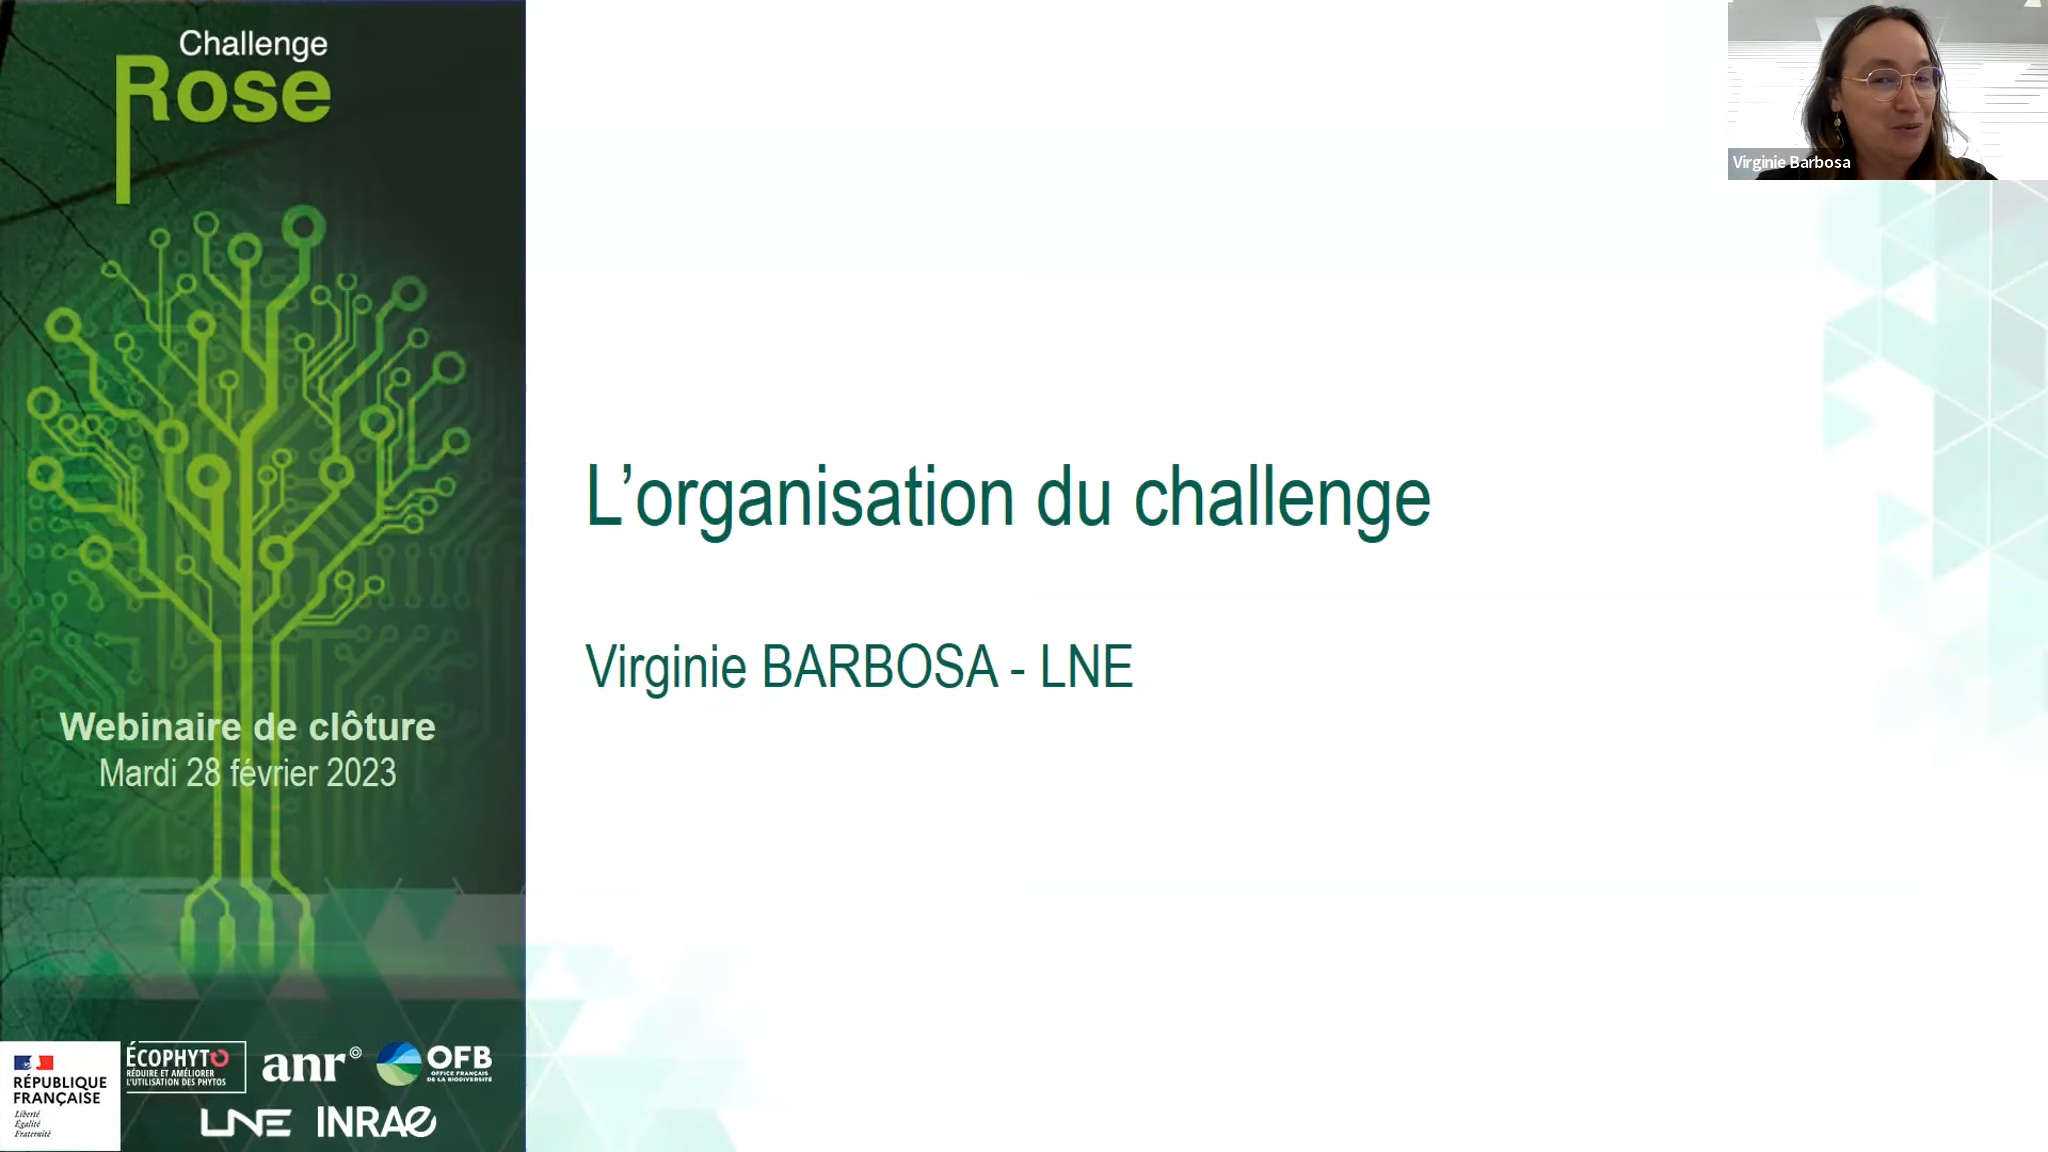 Challenge
Rose
Webinaire de clôture
Mardi 28 février 2023
RÉPUBLIQUE
FRANÇAISE
Liberté
Égalité
Fraternité
ÉCOPHYTO
RÉDUIRE ET AMÉLIORER
L'UTILISATION DES PHYTOS
anr
OFB
OFFICE FRANÇAIS
DE LA BIODIVERSITÉ
LNE
INRAE
L'organisation du challenge
Virginie BARBOSA - LNE
Virginie Barbosa